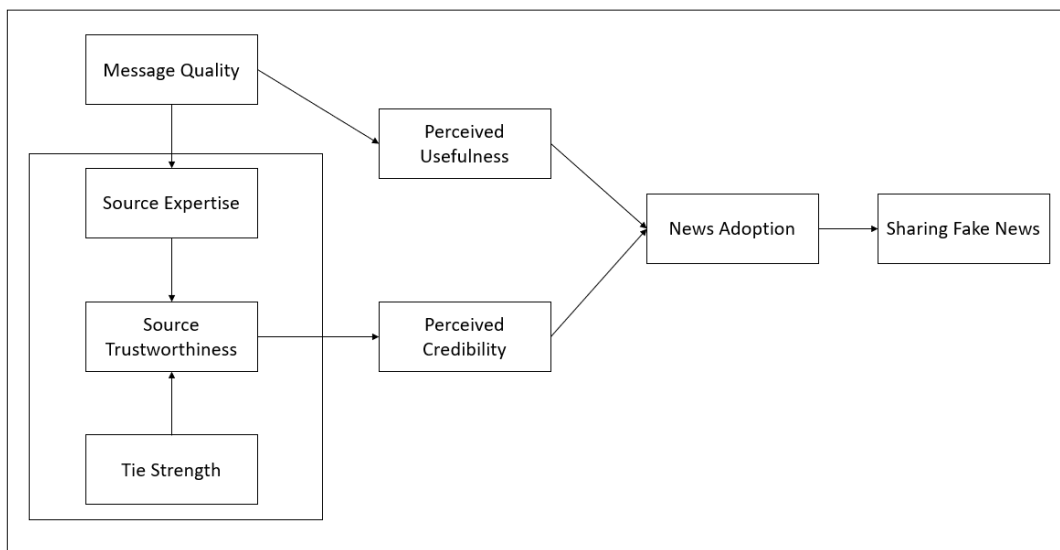 Message Quality
Perceived
Usefulness
Source Expertise
News Adoption
Sharing Fake News
Source
Trustworthiness
Perceived
Credibility
Tie Strength